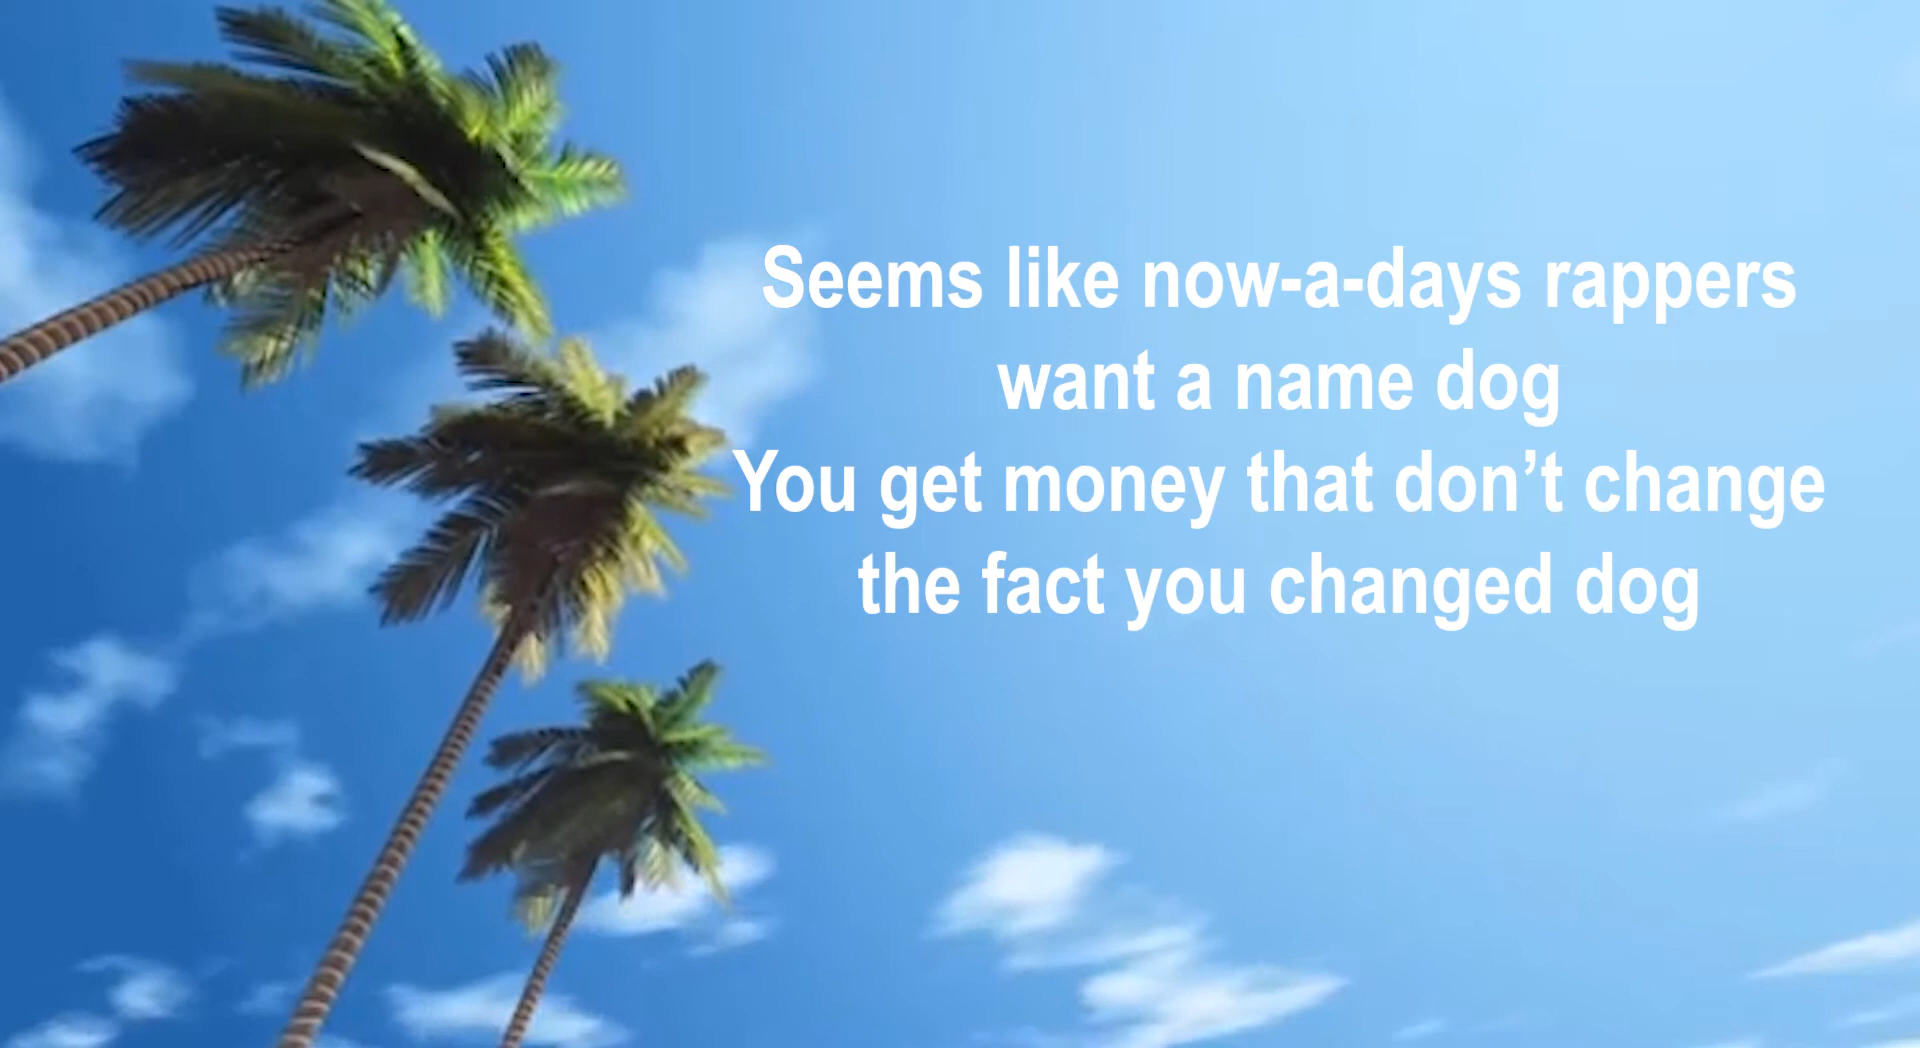 Seems like now-a-days rappers
want a name dog
You get money that don’t change
the fact you changed dog